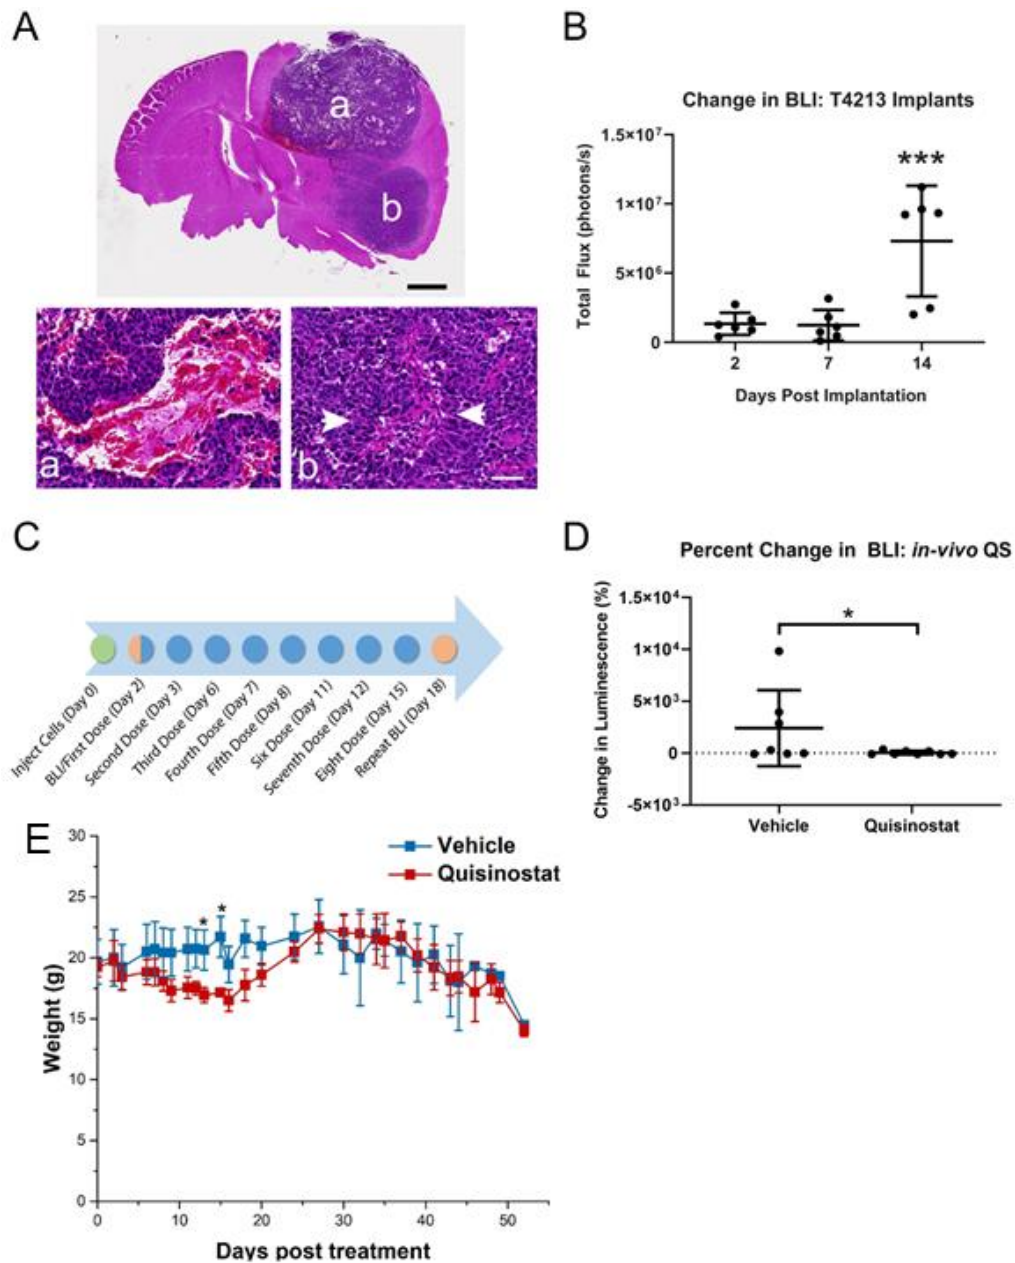 A
a
b
a
b
B
Change in BLI: T4213 Implants
Total Flux (photons/s)
1.5×10⁷
1×10⁷
5×10⁶
0
***
2 7 14
Days Post Implantation
C
Inject Cells (Day 0)
BLI/First Dose (Day 2)
Second Dose (Day 3)
Third Dose (Day 6)
Fourth Dose (Day 7)
Fifth Dose (Day 8)
Six Dose (Day 11)
Seventh Dose (Day 12)
Eight Dose (Day 15)
Repeat BLI (Day 18)
D
Percent Change in BLI: in-vivo QS
Change in Luminescence (%)
1.5×10⁴
1×10⁴
5×10³
0
-5×10³
*
Vehicle Quisinostat
E
Vehicle
Quisinostat
Weight (g)
30
25
20
15
10
5
0
* *
0 10 20 30 40 50
Days post treatment